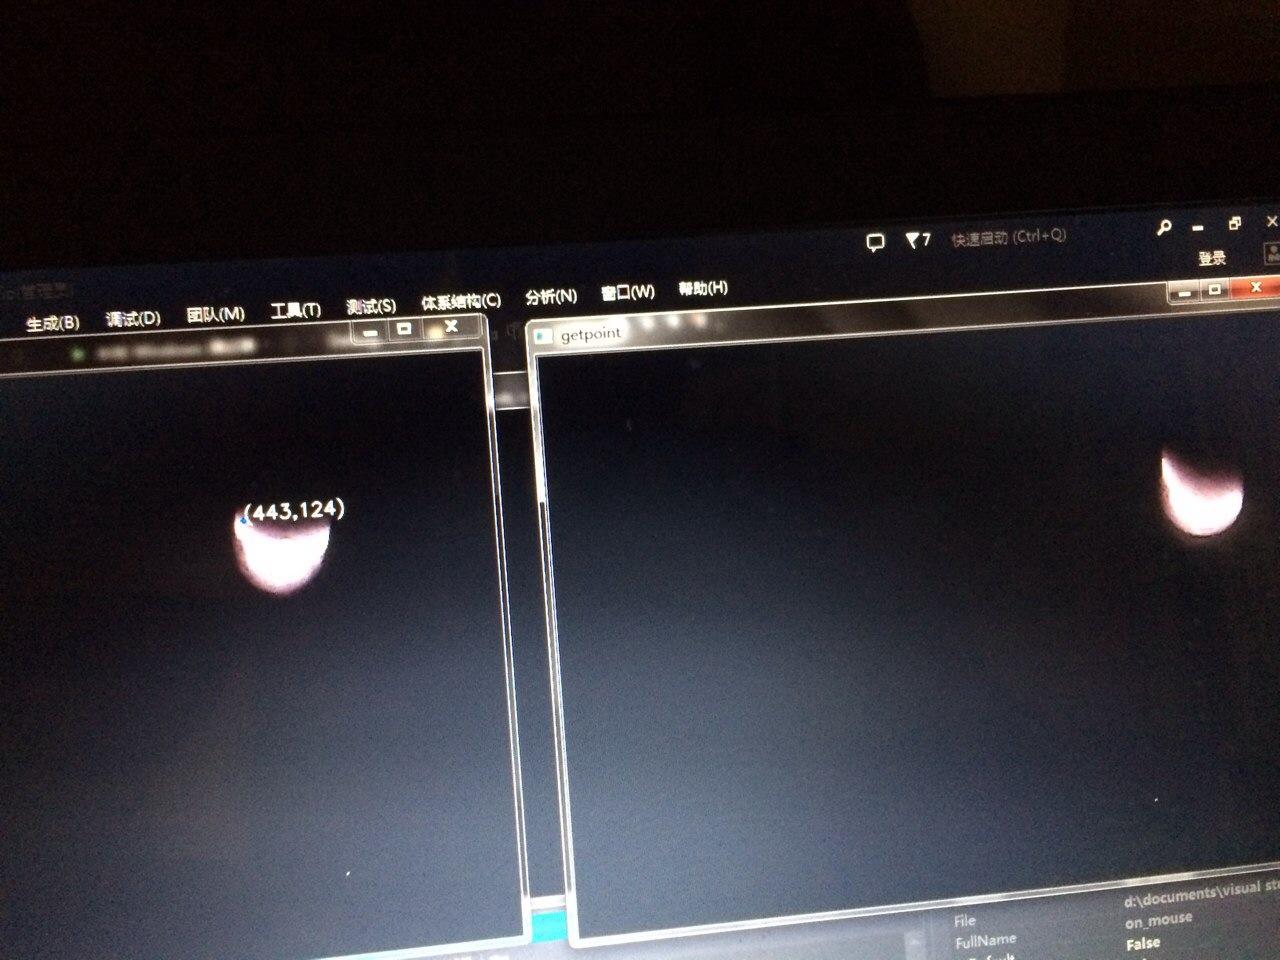 7 快速启动 (Ctrl+Q)
登录
生成(B) 调试(D) 团队(M) 工具(T) 测试(S) 体系结构(C) 分析(N) 窗口(W) 帮助(H)
getpoint
(443,124)
File d:\documents\visual
FullName on_mouse
False